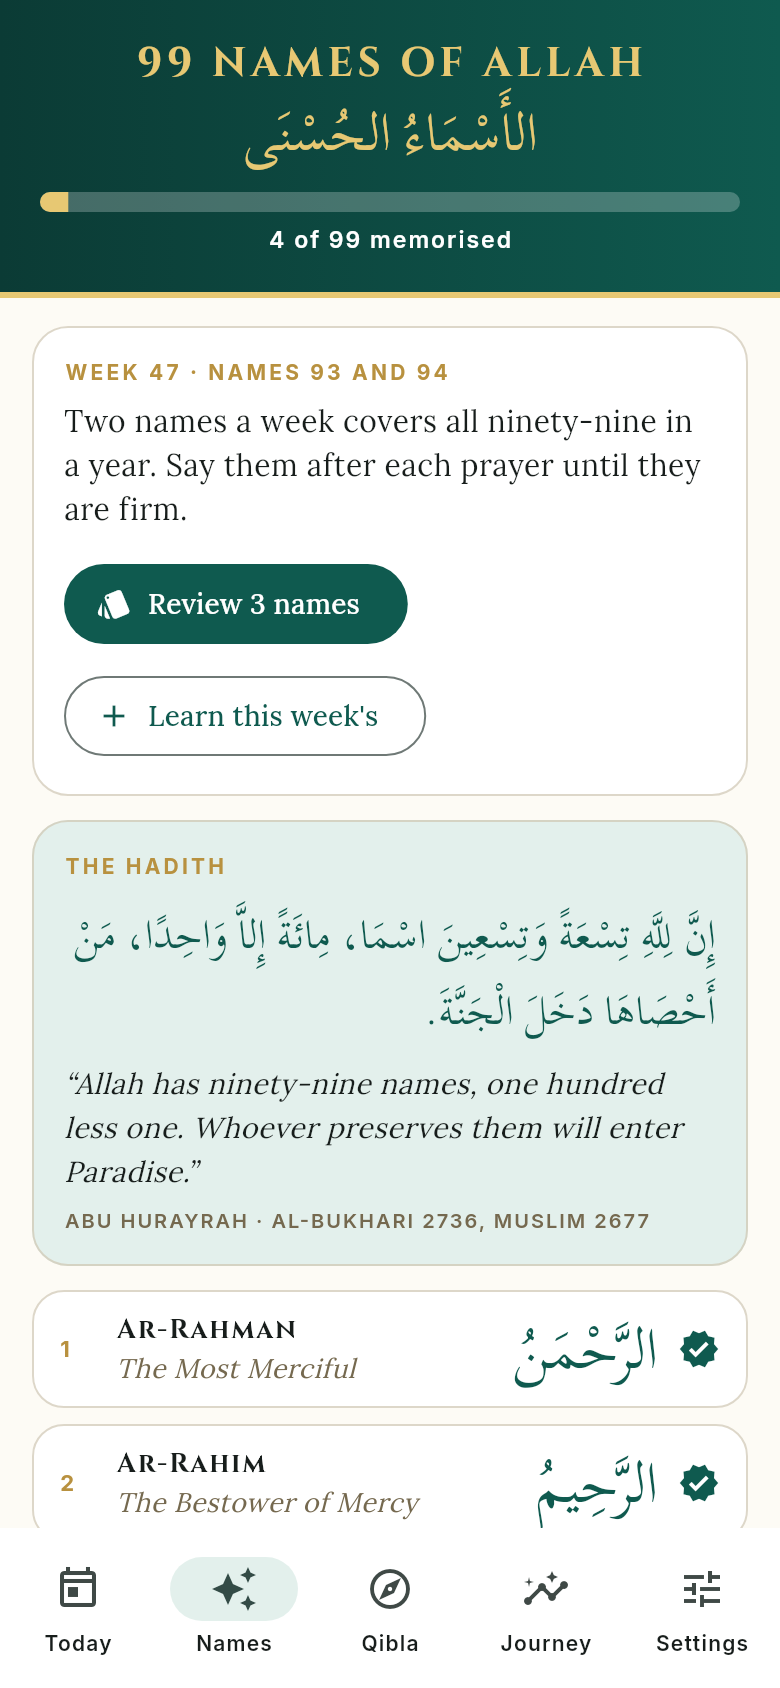 99 NAMES OF ALLAH
الأَسْمَاءُ الحُسْنَى
4 of 99 memorised
WEEK 47 · NAMES 93 AND 94
Two names a week covers all ninety-nine in
a year. Say them after each prayer until they
are firm.
Review 3 names
Learn this week's
THE HADITH
إِنَّ لِلَّهِ تِسْعَةً وَتِسْعِينَ اسْمَا، مِائَةً إِلاَّ وَاحِدًا، مَنْ
أَحْصَاهَا دَخَلَ الْجَنَّةَ.
“Allah has ninety-nine names, one hundred
less one. Whoever preserves them will enter
Paradise.”
ABU HURAYRAH · AL-BUKHARI 2736, MUSLIM 2677
1
AR-RAHMAN
The Most Merciful
الرَّحْمَنُ
2
AR-RAHIM
The Bestower of Mercy
الرَّحِيمُ
Today
Names
Qibla
Journey
Settings